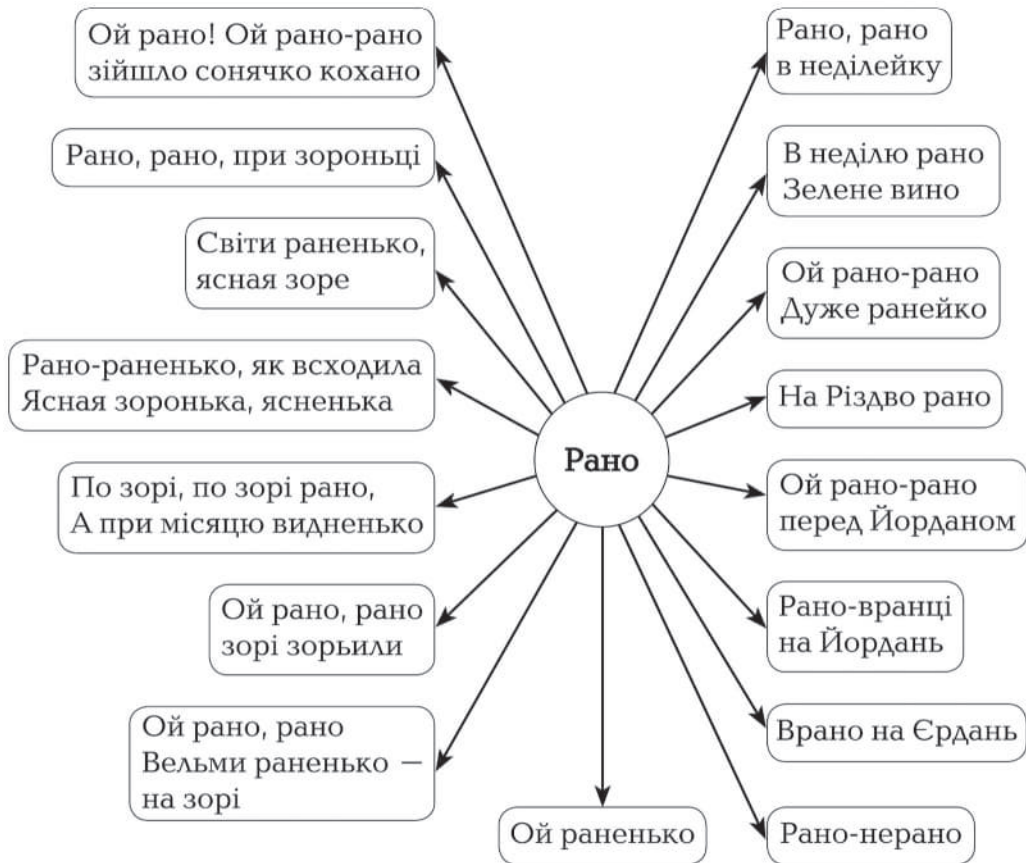 Ой рано! Ой рано-рано
зійшло сонячко кохано
Рано, рано, при зороньці
Світи раненько,
ясная зоре
Рано-раненько, як всходила
Ясная зоронька, ясненька
По зорі, по зорі рано,
А при місяцю видненько
Ой рано, рано
зорі зорьили
Ой рано, рано
Вельми раненько –
на зорі
Рано
Ой раненько
Рано, рано
в неділейку
В неділю рано
Зелене вино
Ой рано-рано
Дуже ранейко
На Різдво рано
Ой рано-рано
перед Йорданом
Рано-вранці
на Йордань
Врано на Єрдань
Рано-нерано